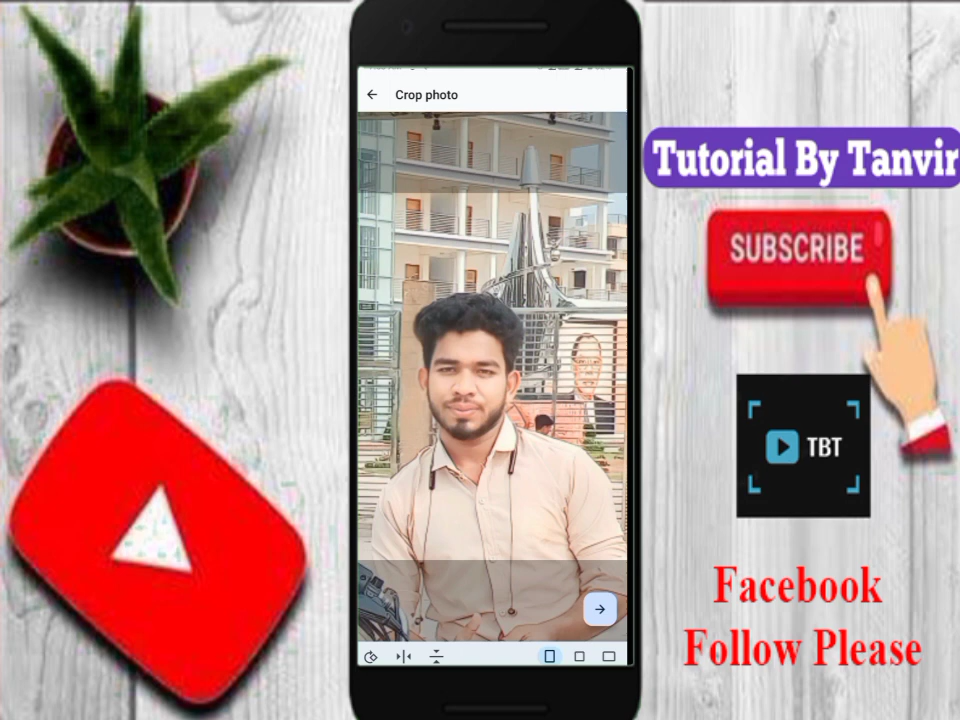 Crop photo
Tutorial By Tanvir
SUBSCRIBE
TBT
Facebook
Follow Please